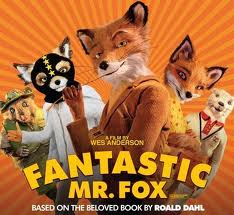 A FILM BY
WES ANDERSON
FANTASTIC
MR. FOX
BASED ON THE BELOVED BOOK BY ROALD DAHL